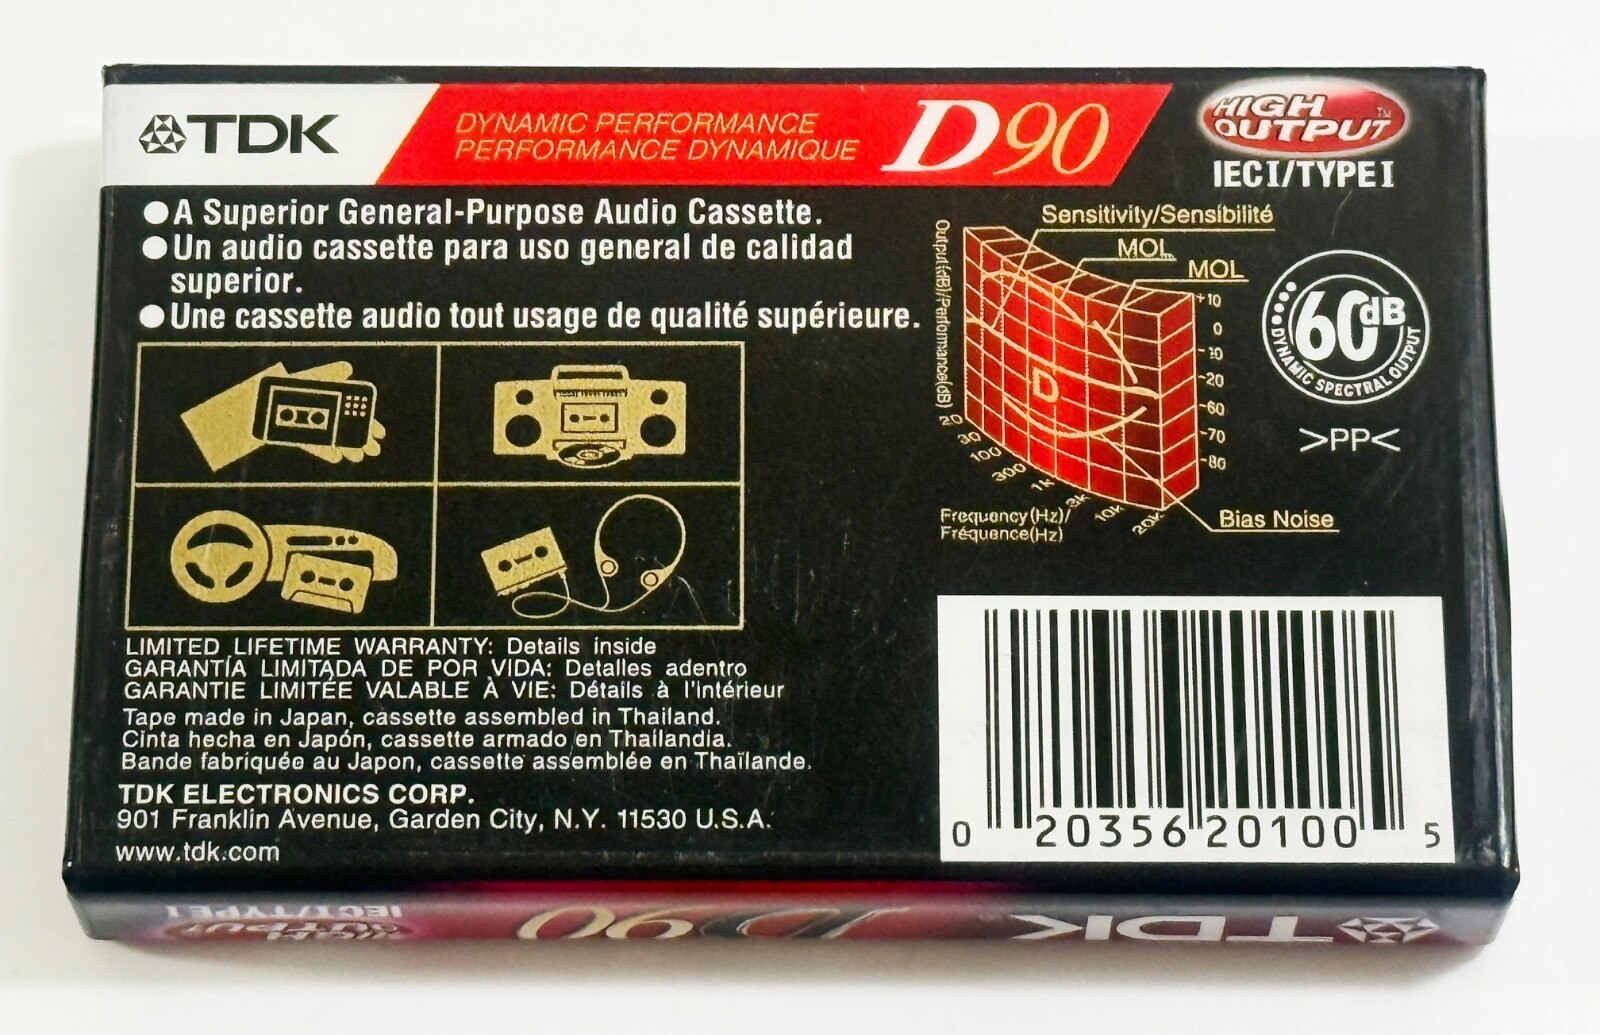 TDK
DYNAMIC PERFORMANCE
PERFORMANCE DYNAMIQUE
D90
HIGH
OUTPUT™
IECI/TYPE I
●A Superior General-Purpose Audio Cassette.
●Un audio cassette para uso general de calidad
superior.
●Une cassette audio tout usage de qualité supérieure.
Sensitivity/Sensibilité
MOL
MOL
Output(dB)/Performance(dB)
+10
0
-10
-20
-60
-70
-80
D
20
30
100
300
1k
3k
10k
20k
Frequency(Hz)/
Fréquence(Hz)
Bias Noise
60dB
DYNAMIC SPECTRAL OUTPUT
>PP<
LIMITED LIFETIME WARRANTY: Details inside
GARANTÍA LIMITADA DE POR VIDA: Detalles adentro
GARANTIE LIMITÉE VALABLE À VIE: Détails à l'intérieur
Tape made in Japan, cassette assembled in Thailand.
Cinta hecha en Japón, cassette armado en Thailandia.
Bande fabriquée au Japon, cassette assemblée en Thaïlande.
TDK ELECTRONICS CORP.
901 Franklin Avenue, Garden City, N.Y. 11530 U.S.A.
www.tdk.com
0 20356 20100 5
TDK
D90
HIGH
OUTPUT
IECI/TYPE I